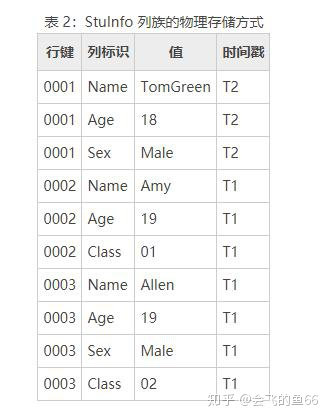 表 2：StuInfo 列族的物理存储方式
行键 列标识 值 时间戳
0001 Name TomGreen T2
0001 Age 18 T2
0001 Sex Male T2
0002 Name Amy T1
0002 Age 19 T1
0002 Class 01 T1
0003 Name Allen T1
0003 Age 19 T1
0003 Sex Male T1
0003 Class 02 T1
知乎 @会飞的鱼66